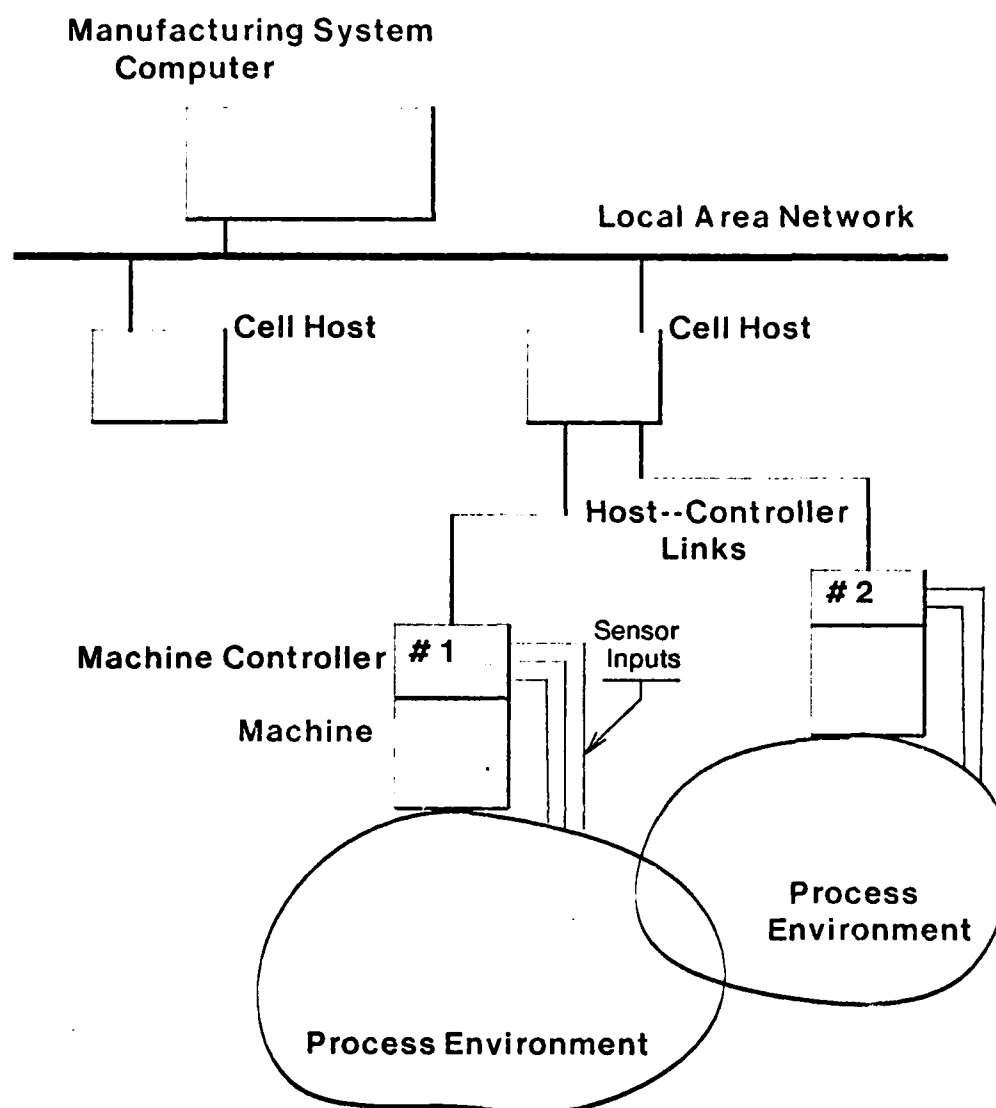 Manufacturing System
Computer
Local Area Network
Cell Host
Cell Host
Host--Controller
Links
# 2
Sensor
Inputs
# 1
Machine Controller
Machine
Process
Environment
Process Environment